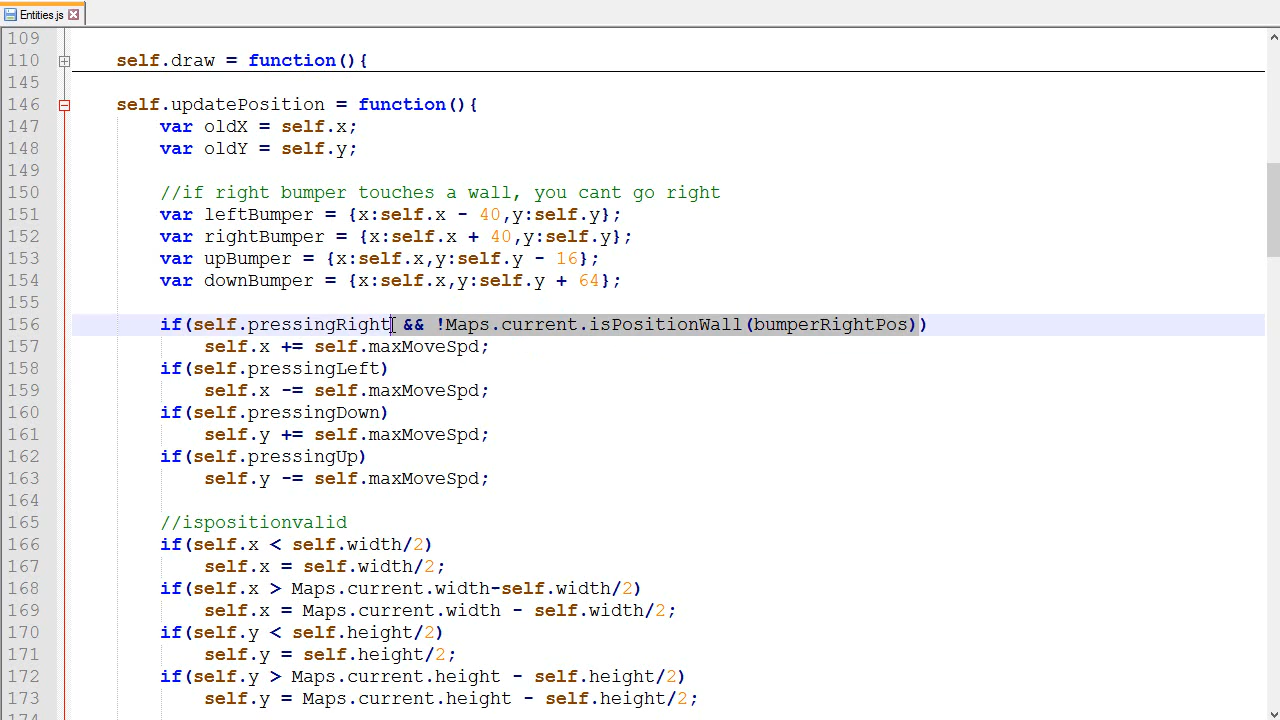 Entities.js
109
110 self.draw = function(){
145
146 self.updatePosition = function(){
147 var oldX = self.x;
148 var oldY = self.y;
149
150 //if right bumper touches a wall, you cant go right
151 var leftBumper = {x:self.x - 40,y:self.y};
152 var rightBumper = {x:self.x + 40,y:self.y};
153 var upBumper = {x:self.x,y:self.y - 16};
154 var downBumper = {x:self.x,y:self.y + 64};
155
156 if(self.pressingRight && !Maps.current.isPositionWall(bumperRightPos))
157 self.x += self.maxMoveSpd;
158 if(self.pressingLeft)
159 self.x -= self.maxMoveSpd;
160 if(self.pressingDown)
161 self.y += self.maxMoveSpd;
162 if(self.pressingUp)
163 self.y -= self.maxMoveSpd;
164
165 //ispositionvalid
166 if(self.x < self.width/2)
167 self.x = self.width/2;
168 if(self.x > Maps.current.width-self.width/2)
169 self.x = Maps.current.width - self.width/2;
170 if(self.y < self.height/2)
171 self.y = self.height/2;
172 if(self.y > Maps.current.height - self.height/2)
173 self.y = Maps.current.height - self.height/2;